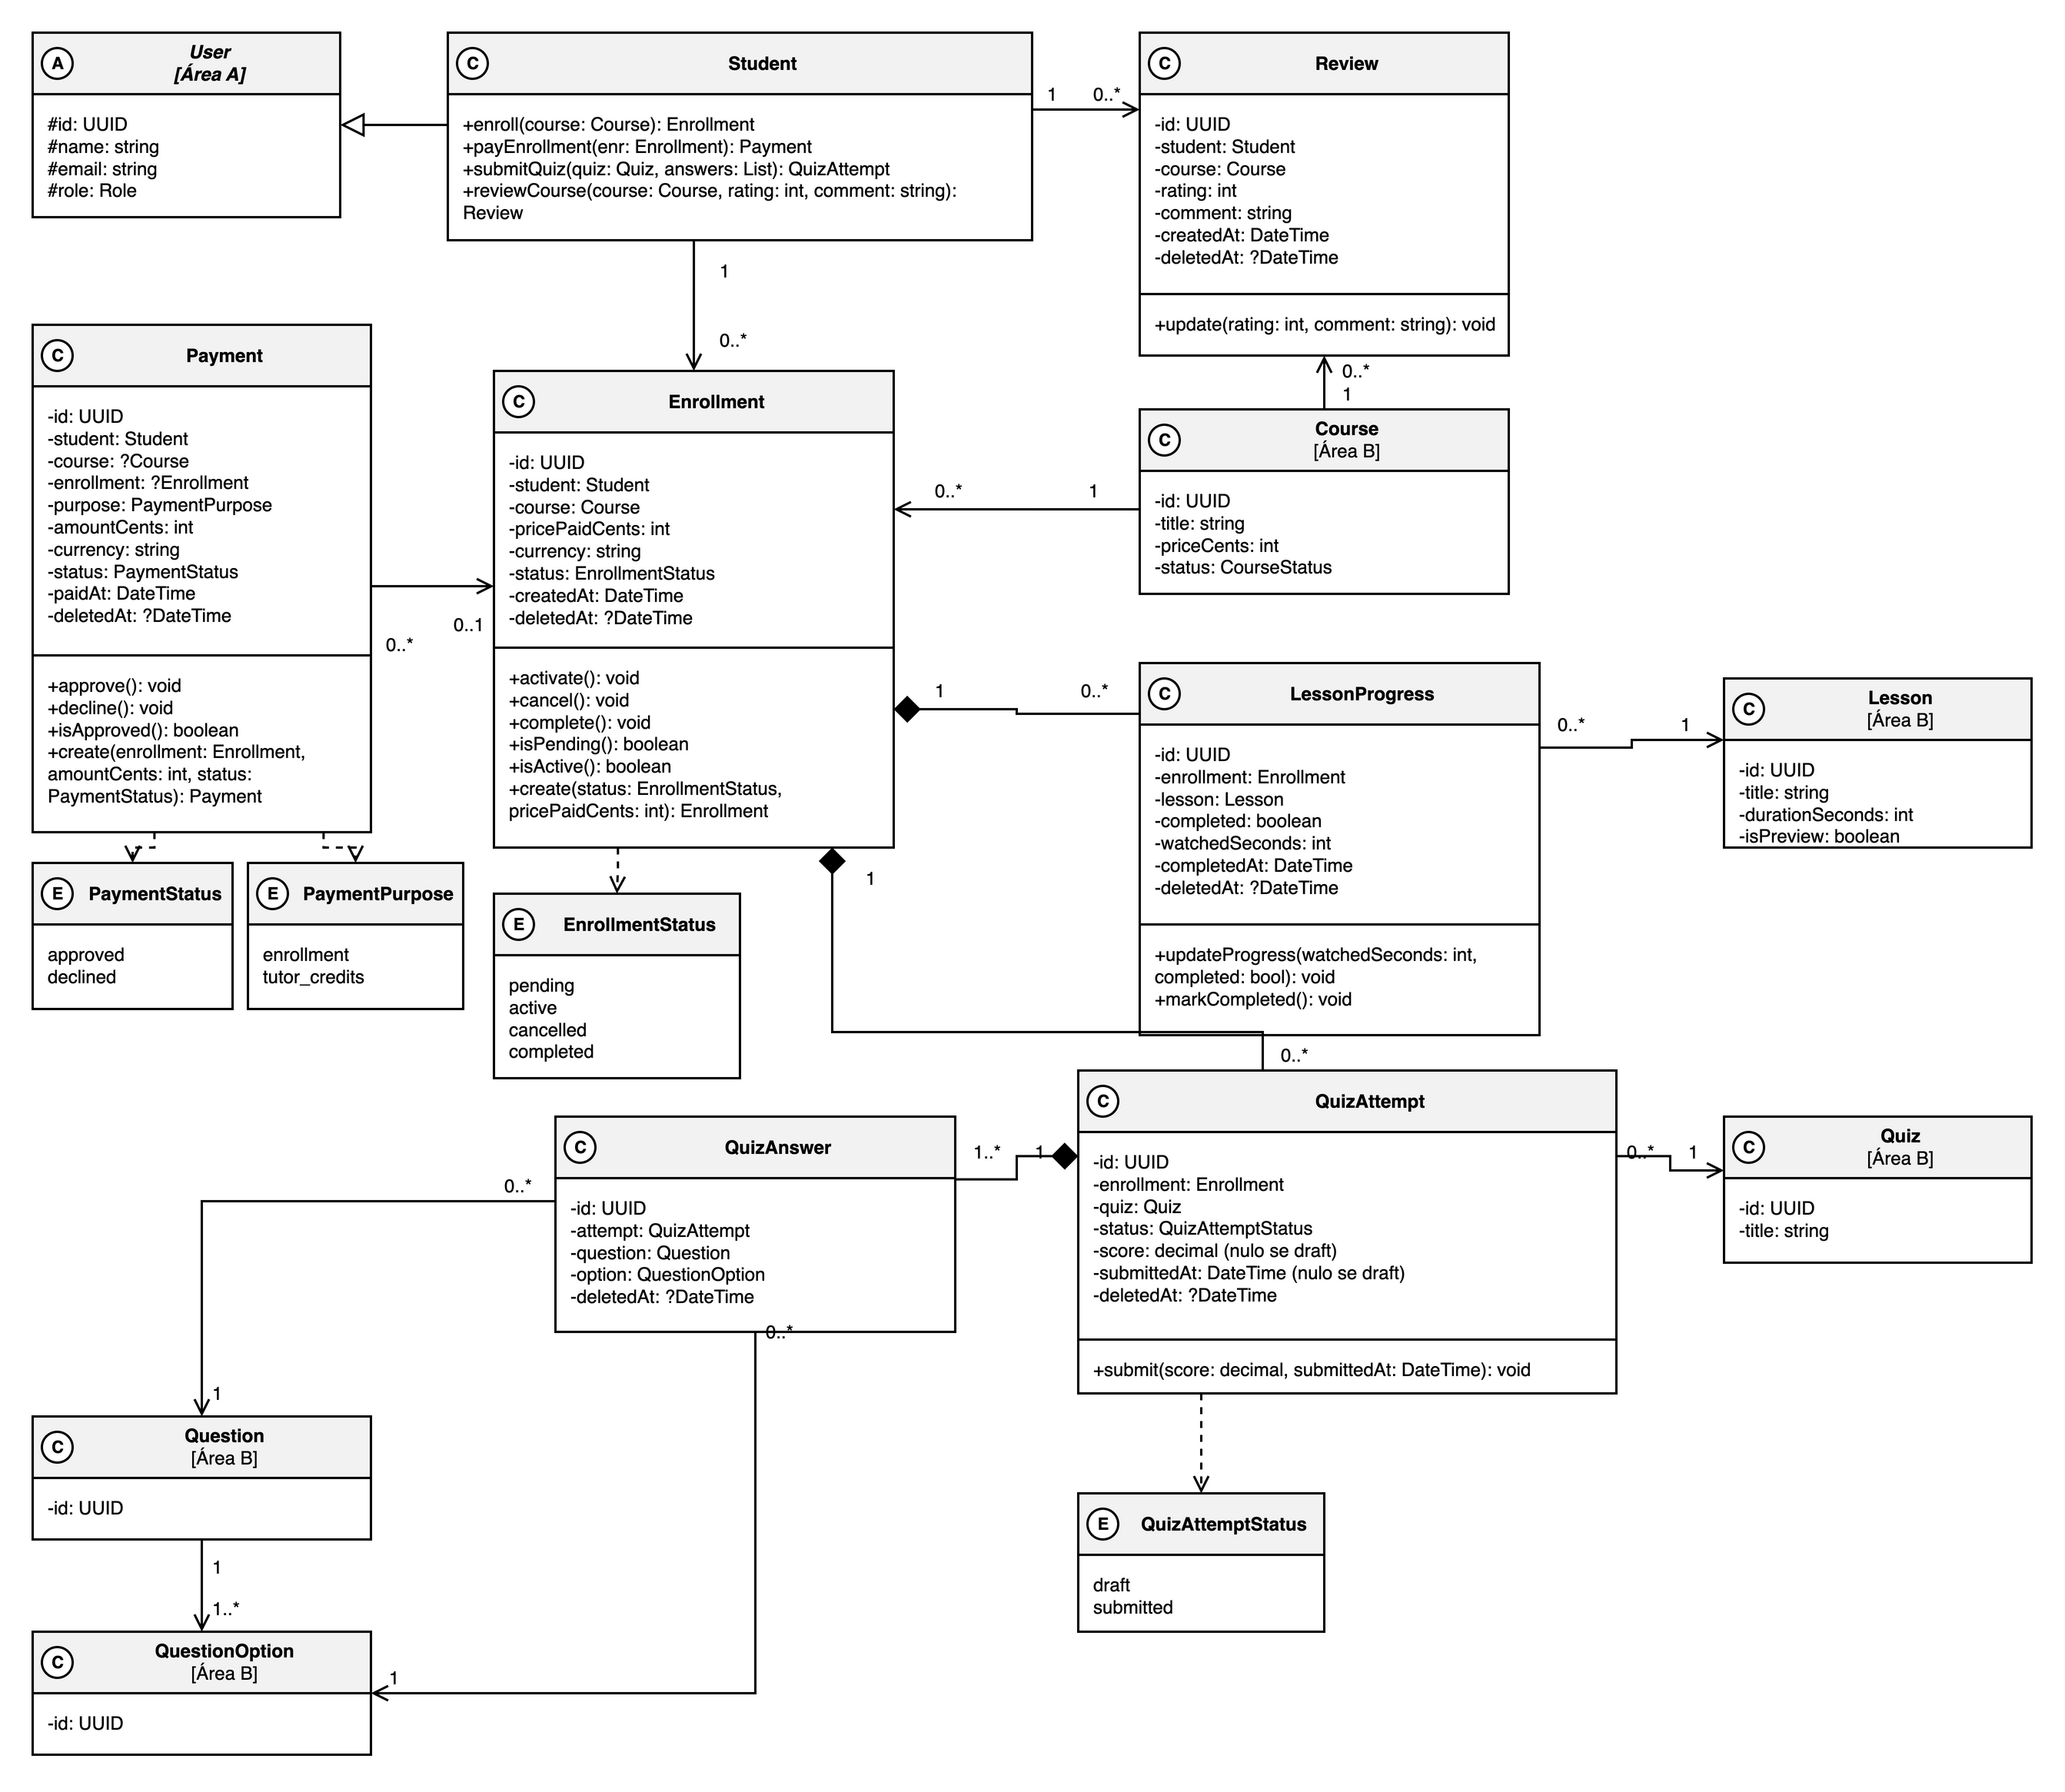 A
User
[Área A]
#id: UUID
#name: string
#email: string
#role: Role
C
Student
+enroll(course: Course): Enrollment
+payEnrollment(enr: Enrollment): Payment
+submitQuiz(quiz: Quiz, answers: List): QuizAttempt
+reviewCourse(course: Course, rating: int, comment: string):
Review
1
0..*
C
Review
-id: UUID
-student: Student
-course: Course
-rating: int
-comment: string
-createdAt: DateTime
-deletedAt: ?DateTime
+update(rating: int, comment: string): void
1
0..*
0..*
1
C
Payment
-id: UUID
-student: Student
-course: ?Course
-enrollment: ?Enrollment
-purpose: PaymentPurpose
-amountCents: int
-currency: string
-status: PaymentStatus
-paidAt: DateTime
-deletedAt: ?DateTime
+approve(): void
+decline(): void
+isApproved(): boolean
+create(enrollment: Enrollment,
amountCents: int, status:
PaymentStatus): Payment
0..*
0..1
C
Enrollment
-id: UUID
-student: Student
-course: Course
-pricePaidCents: int
-currency: string
-status: EnrollmentStatus
-createdAt: DateTime
-deletedAt: ?DateTime
+activate(): void
+cancel(): void
+complete(): void
+isPending(): boolean
+isActive(): boolean
+create(status: EnrollmentStatus,
pricePaidCents: int): Enrollment
0..*
1
C
Course
[Área B]
-id: UUID
-title: string
-priceCents: int
-status: CourseStatus
1
0..*
C
LessonProgress
-id: UUID
-enrollment: Enrollment
-lesson: Lesson
-completed: boolean
-watchedSeconds: int
-completedAt: DateTime
-deletedAt: ?DateTime
+updateProgress(watchedSeconds: int,
completed: bool): void
+markCompleted(): void
0..*
1
C
Lesson
[Área B]
-id: UUID
-title: string
-durationSeconds: int
-isPreview: boolean
E
PaymentStatus
approved
declined
E
PaymentPurpose
enrollment
tutor_credits
E
EnrollmentStatus
pending
active
cancelled
completed
1
0..*
C
QuizAnswer
-id: UUID
-attempt: QuizAttempt
-question: Question
-option: QuestionOption
-deletedAt: ?DateTime
1..*
1
C
QuizAttempt
-id: UUID
-enrollment: Enrollment
-quiz: Quiz
-status: QuizAttemptStatus
-score: decimal (nulo se draft)
-submittedAt: DateTime (nulo se draft)
-deletedAt: ?DateTime
+submit(score: decimal, submittedAt: DateTime): void
0..*
1
C
Quiz
[Área B]
-id: UUID
-title: string
0..*
0..*
1
C
Question
[Área B]
-id: UUID
1
1..*
C
QuestionOption
[Área B]
-id: UUID
1
E
QuizAttemptStatus
draft
submitted